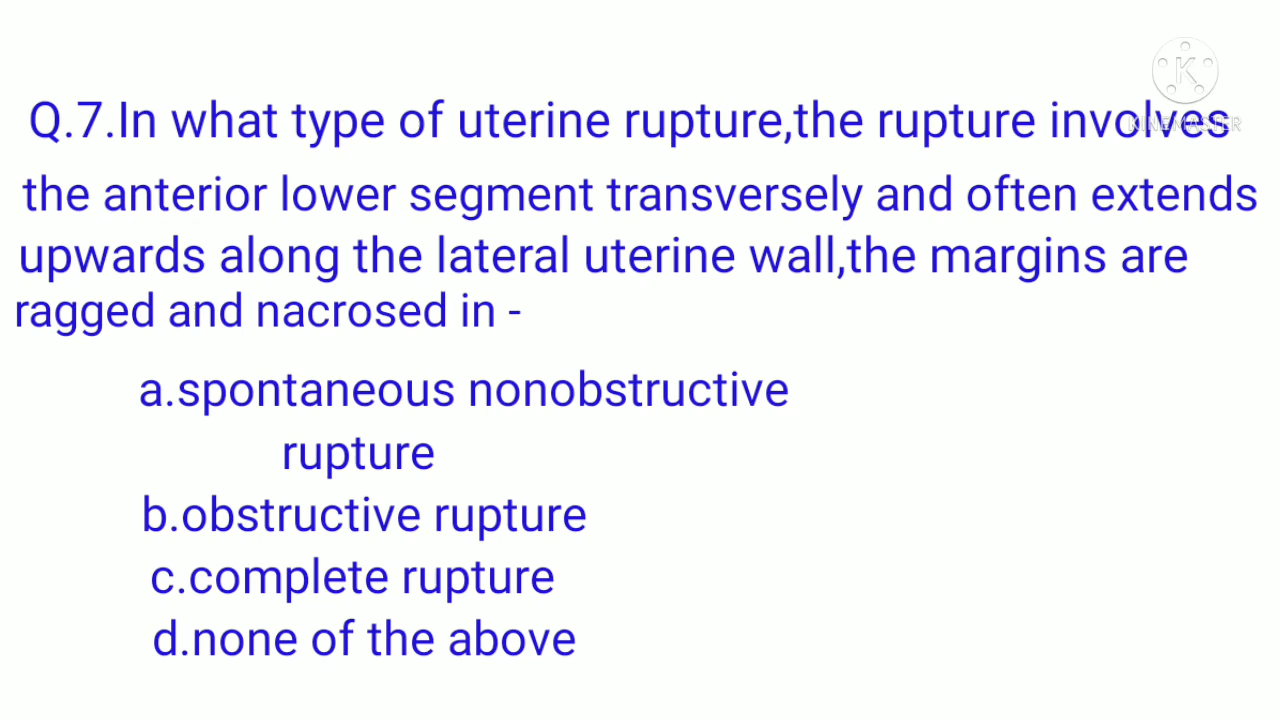 Q.7.In what type of uterine rupture,the rupture involves
KINEMASTER
the anterior lower segment transversely and often extends
upwards along the lateral uterine wall,the margins are
ragged and nacrosed in -
a.spontaneous nonobstructive
rupture
b.obstructive rupture
c.complete rupture
d.none of the above